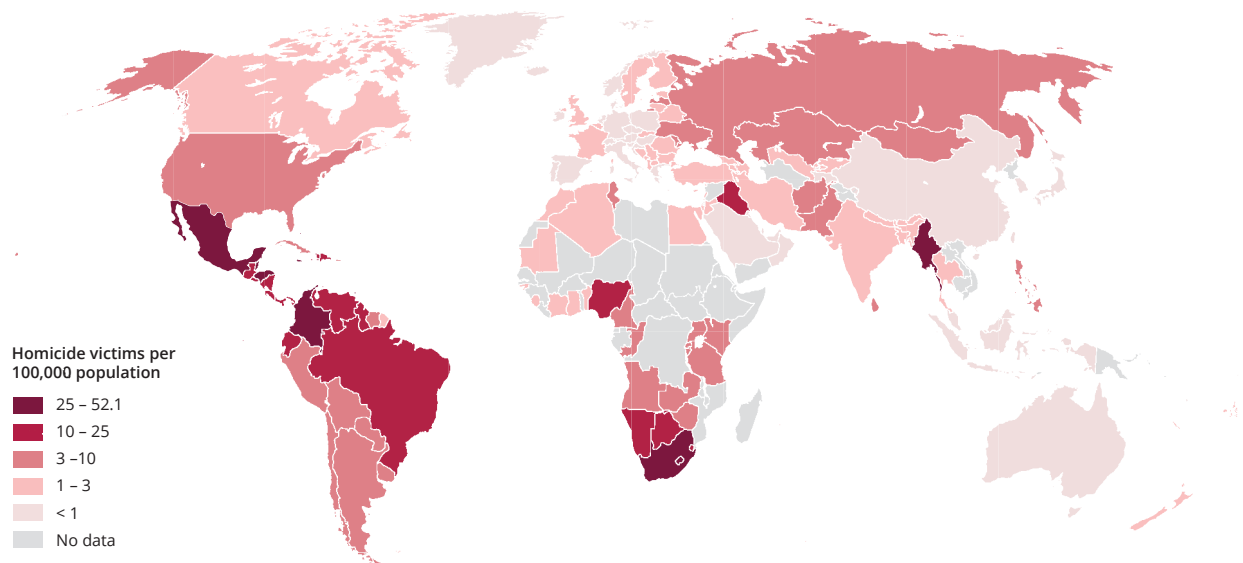 Homicide victims per
100,000 population
25 – 52.1
10 – 25
3 –10
1 – 3
< 1
No data